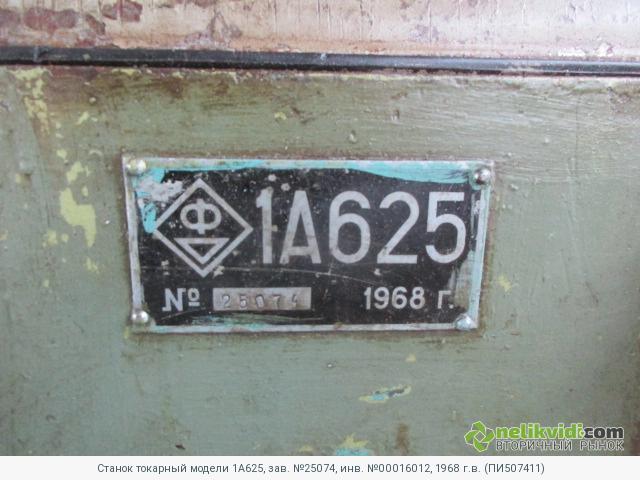 Ф 1А625
№ 25074 1968 г.
nelikvidi.com
ВТОРИЧНЫЙ РЫНОК
Станок токарный модели 1А625, зав. №25074, инв. №00016012, 1968 г.в. (ПИ507411)